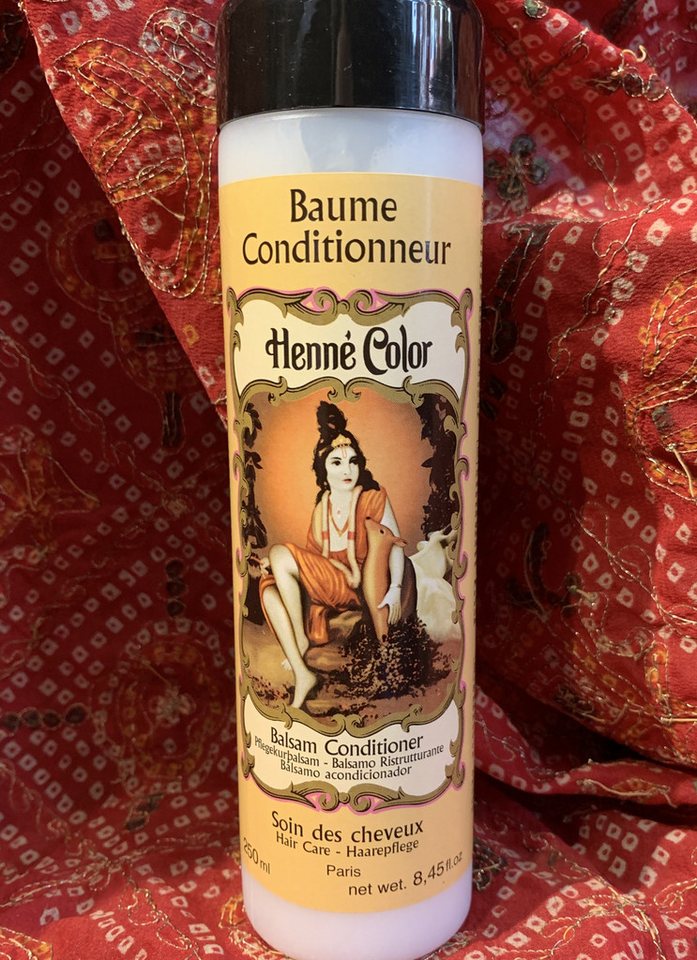 Baume
Conditionneur
Henné Color
Balsam Conditioner
Pflegekurbalsam - Balsamo Ristrutturante
Bálsamo acondicionador
Soin des cheveux
Hair Care - Haarepflege
250 ml
Paris
net wet. 8,45 fl.oz